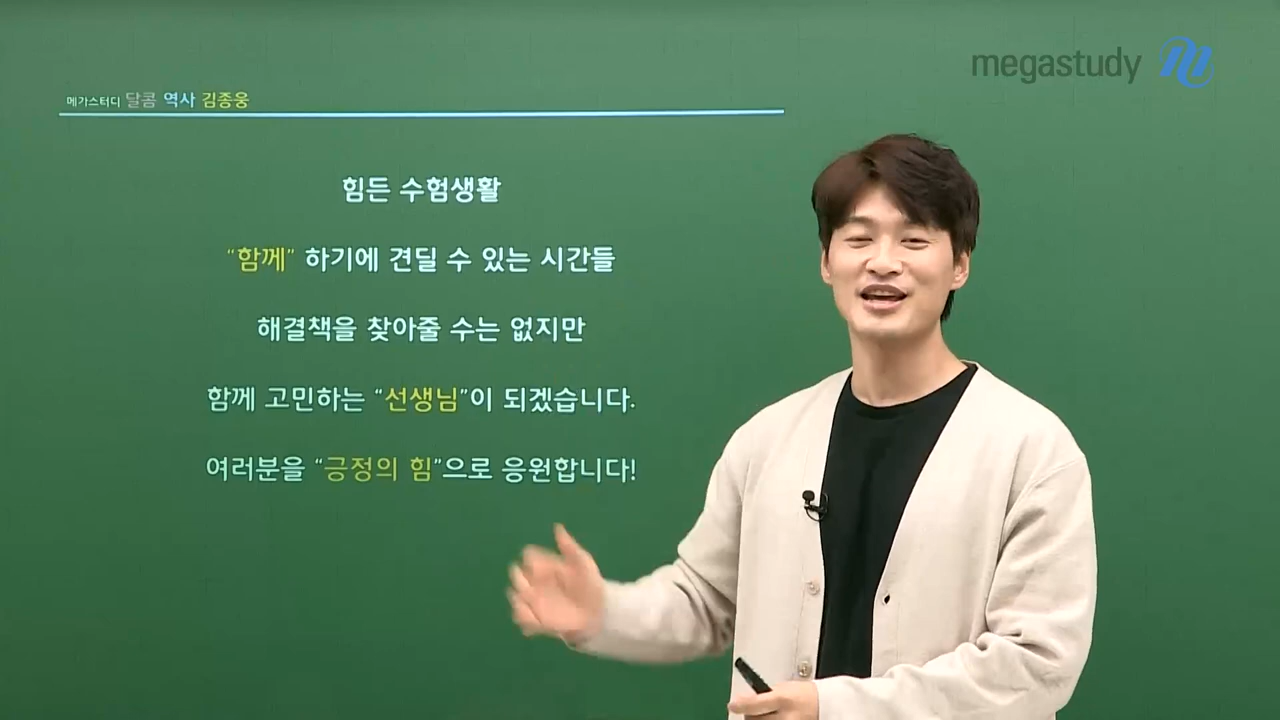 megastudy
메가스터디 달콤 역사 김종웅
힘든 수험생활
“함께” 하기에 견딜 수 있는 시간들
해결책을 찾아줄 수는 없지만
함께 고민하는 “선생님”이 되겠습니다.
여러분을 “긍정의 힘”으로 응원합니다!